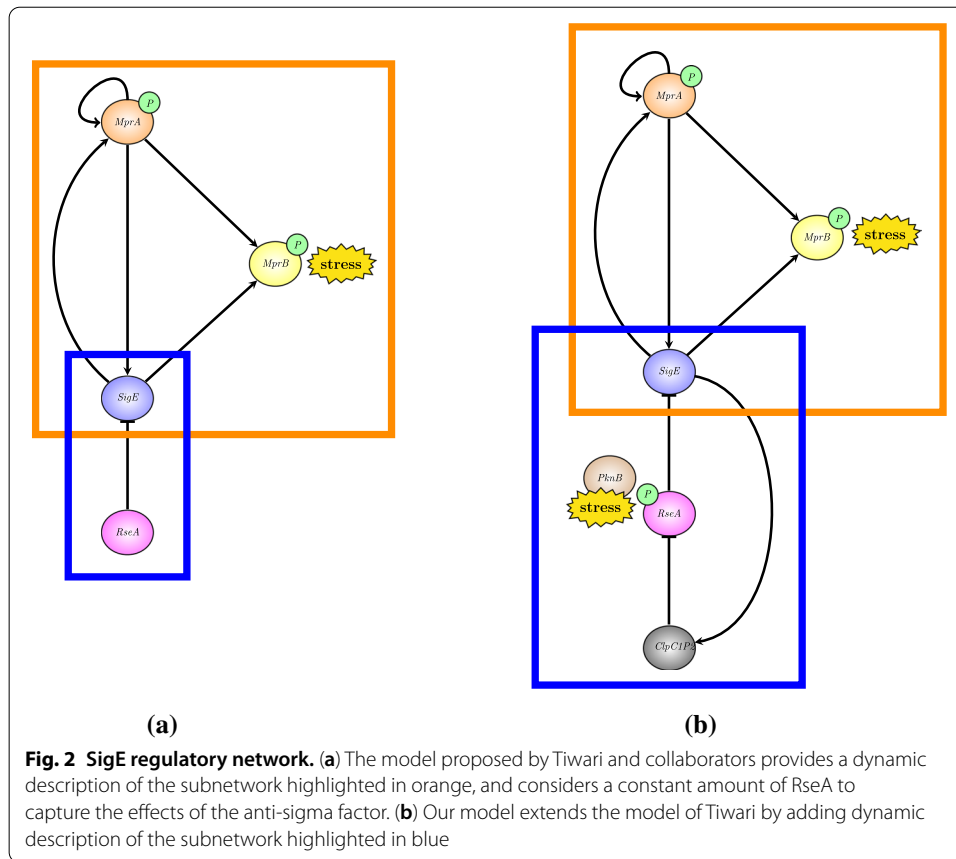 P
MprA
P
MprB
stress
SigE
RseA
(a)
P
MprA
P
MprB
stress
SigE
PknB
stress
P
RseA
ClpC1P2
(b)
Fig. 2 SigE regulatory network. (a) The model proposed by Tiwari and collaborators provides a dynamic
description of the subnetwork highlighted in orange, and considers a constant amount of RseA to
capture the effects of the anti-sigma factor. (b) Our model extends the model of Tiwari by adding dynamic
description of the subnetwork highlighted in blue